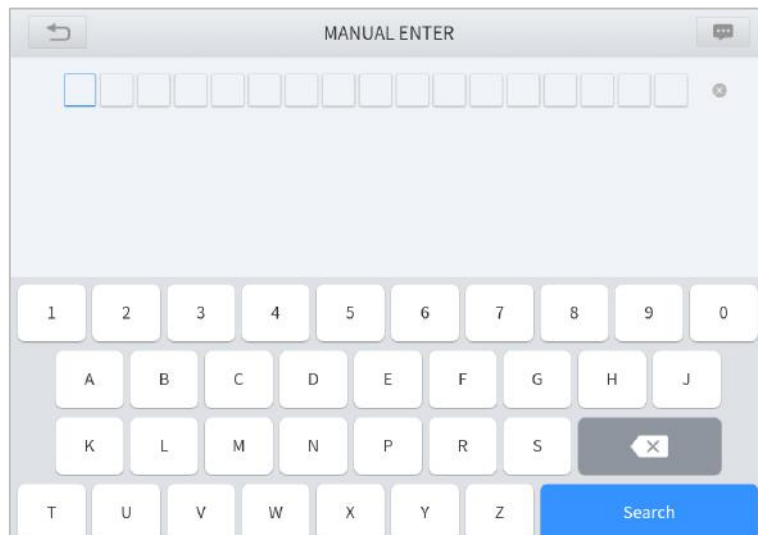 MANUAL ENTER
1 2 3 4 5 6 7 8 9 0
A B C D E F G H J
K L M N P R S
T U V W X Y Z Search